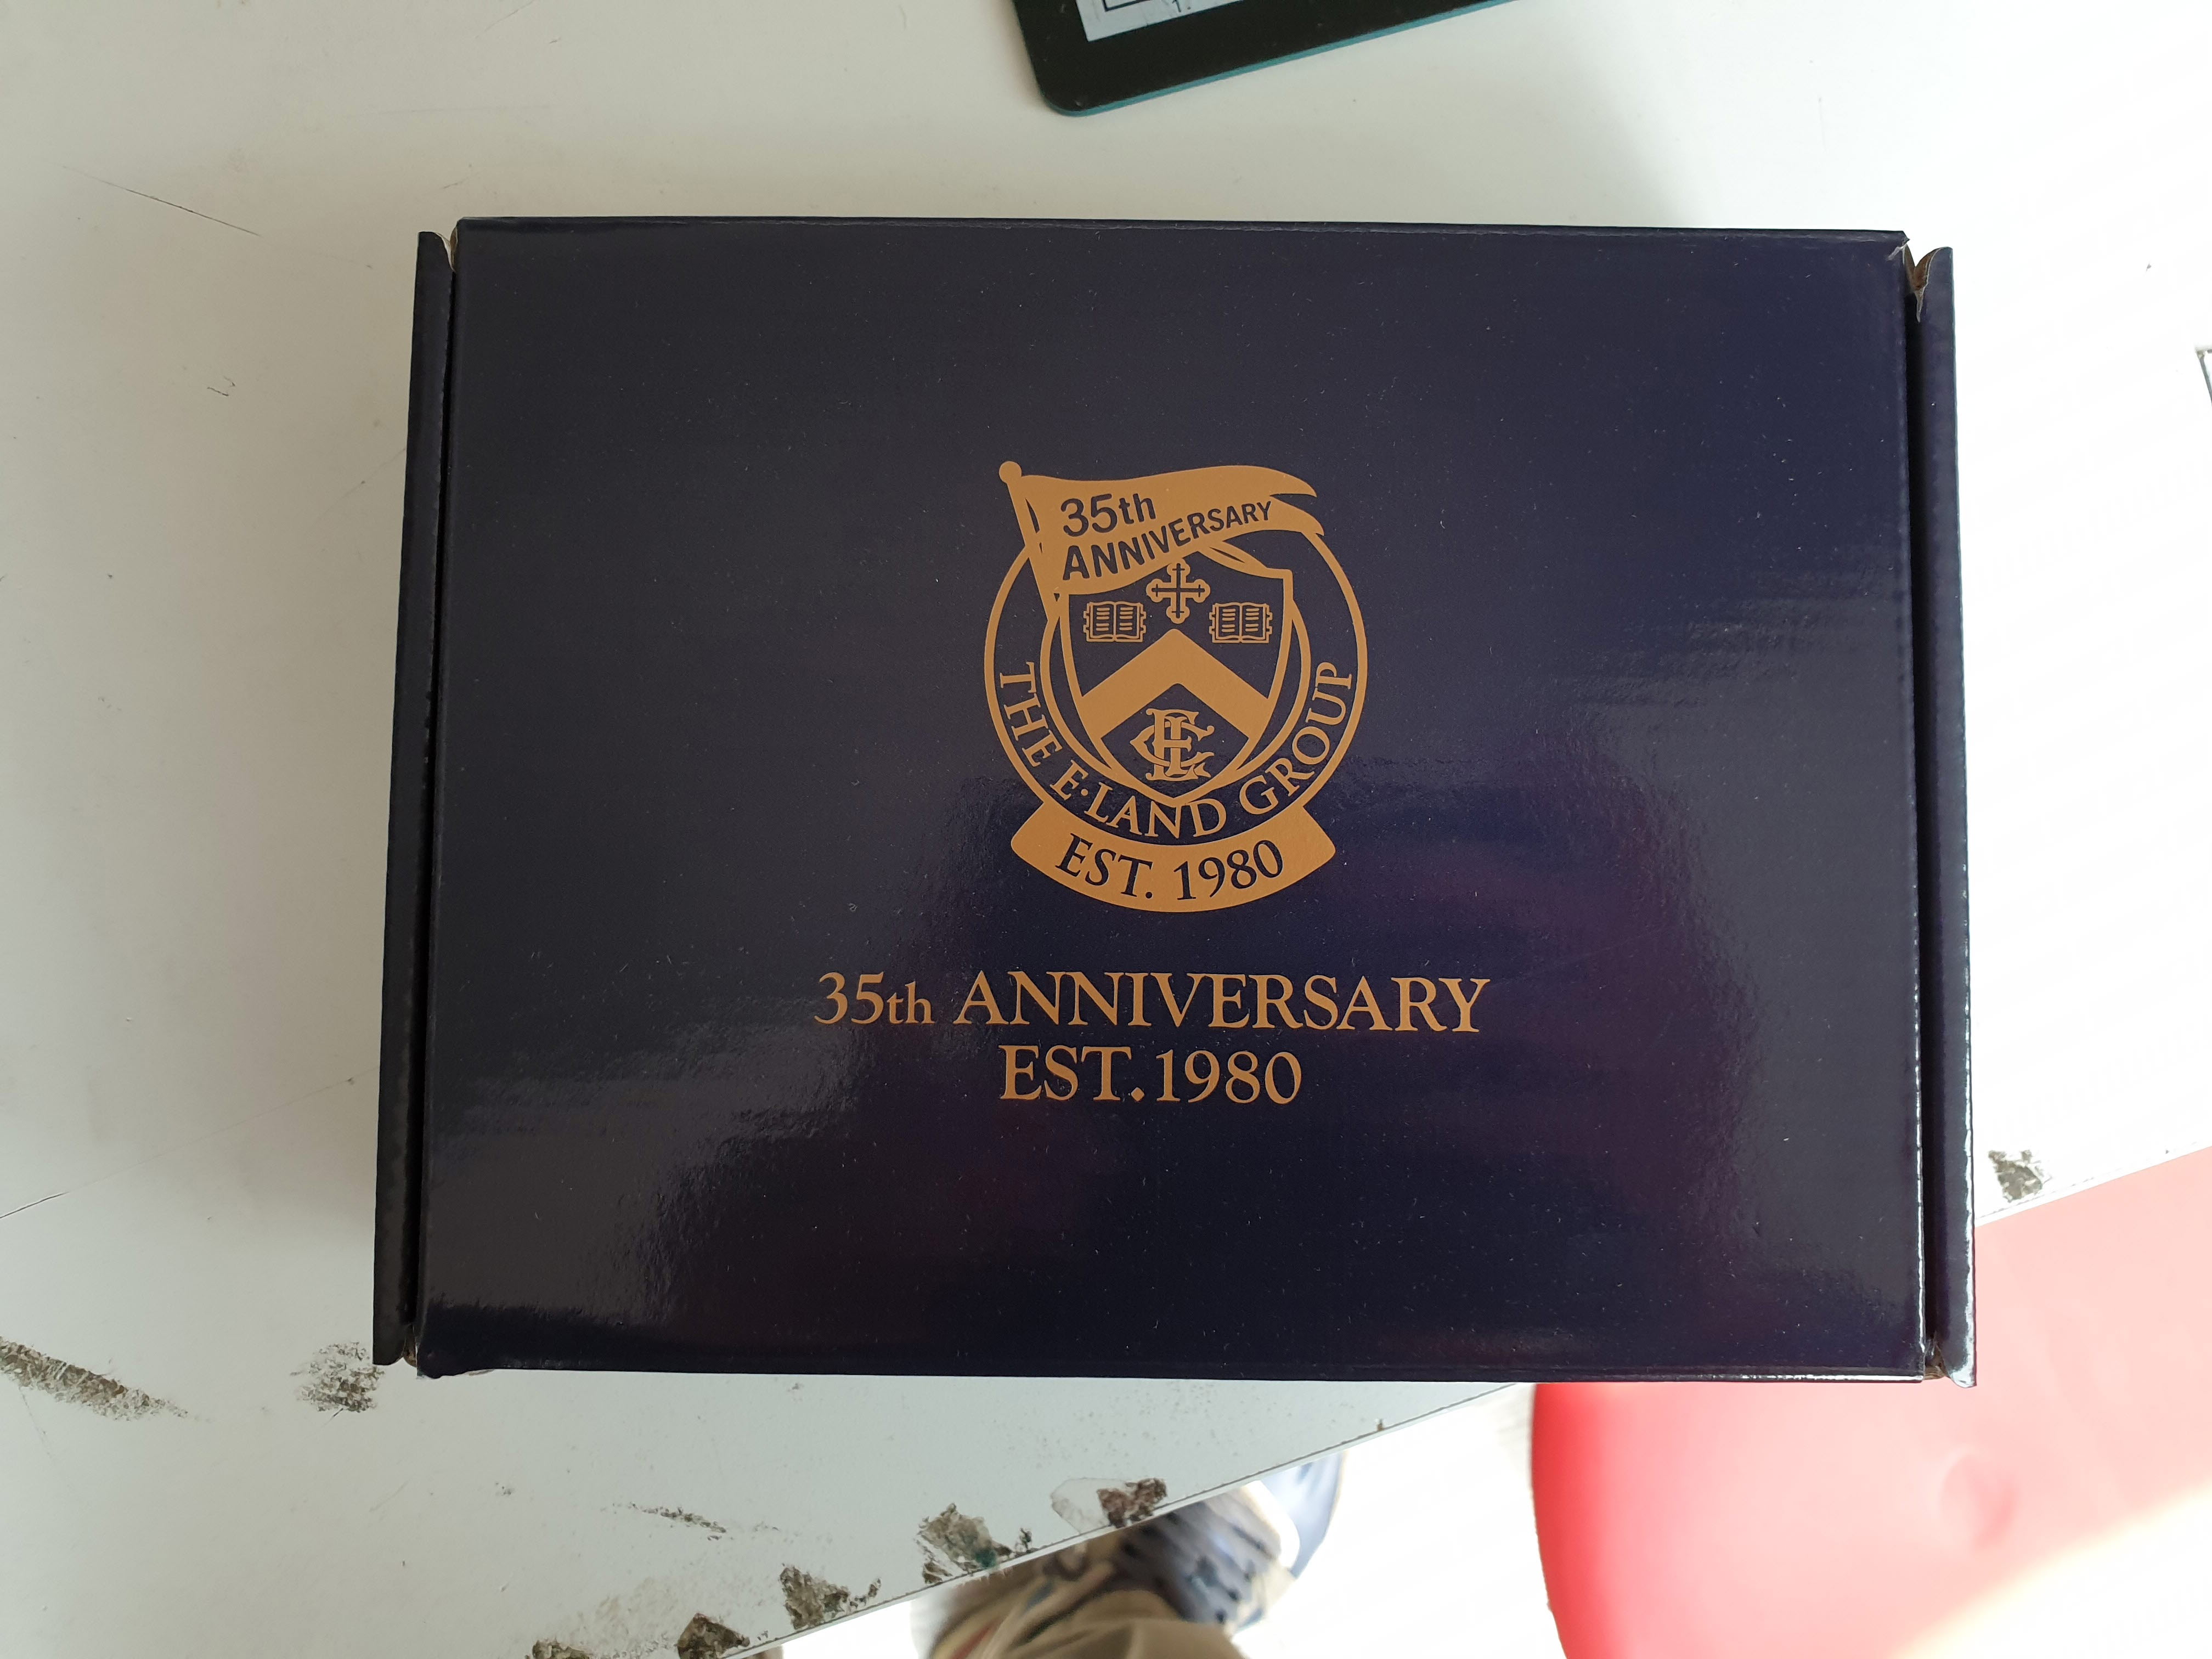 35th
ANNIVERSARY
THE E·LAND GROUP
EST. 1980
35th ANNIVERSARY
EST.1980